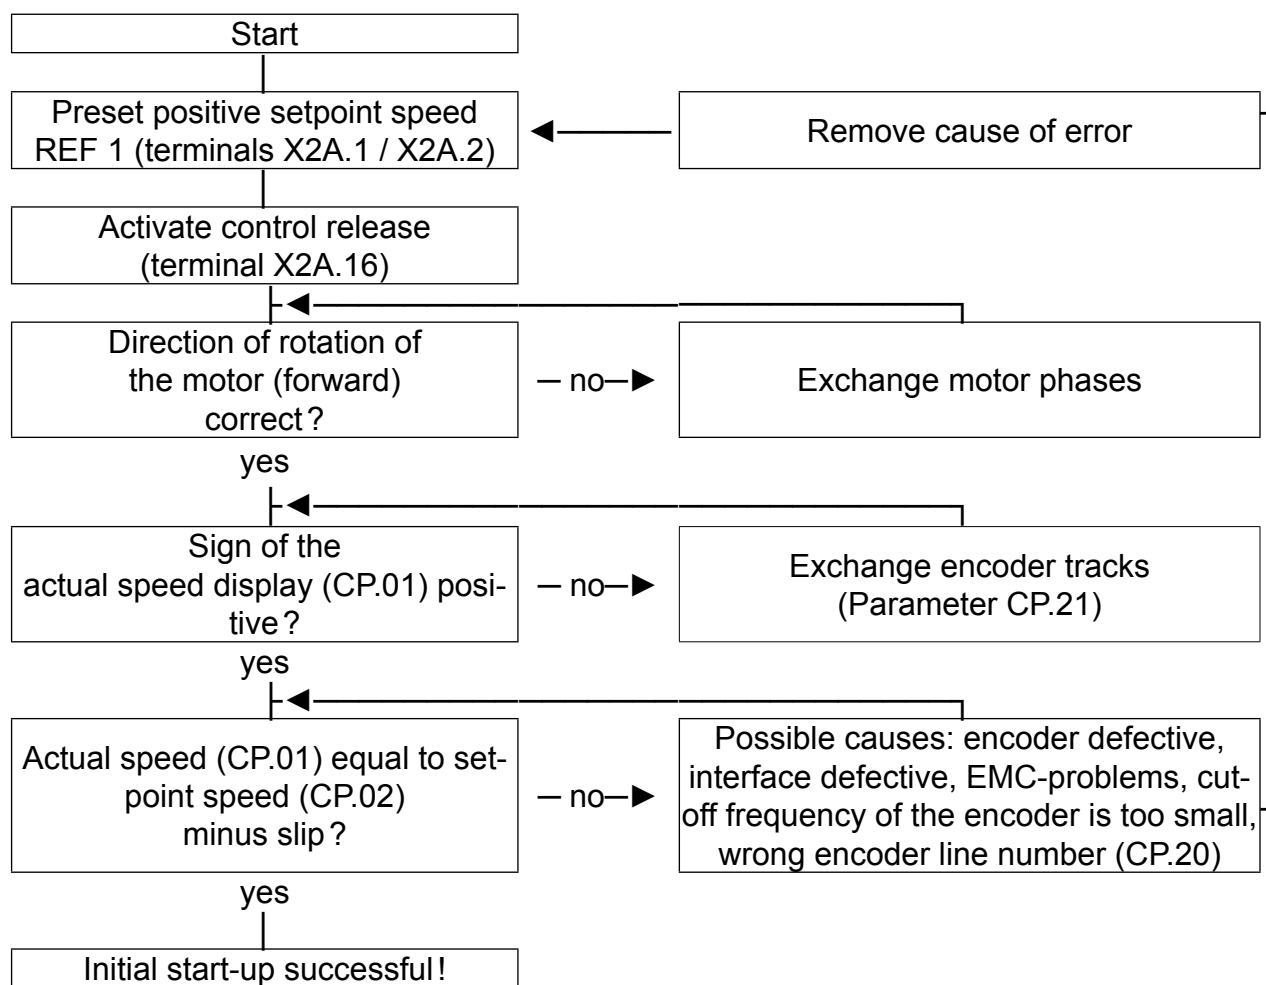 Start
Preset positive setpoint speed
REF 1 (terminals X2A.1 / X2A.2)
Remove cause of error
Activate control release
(terminal X2A.16)
Direction of rotation of
the motor (forward)
correct?
no
Exchange motor phases
yes
Sign of the
actual speed display (CP.01) posi-
tive?
no
Exchange encoder tracks
(Parameter CP.21)
yes
Actual speed (CP.01) equal to set-
point speed (CP.02)
minus slip?
no
Possible causes: encoder defective,
interface defective, EMC-problems, cut-
off frequency of the encoder is too small,
wrong encoder line number (CP.20)
yes
Initial start-up successful!